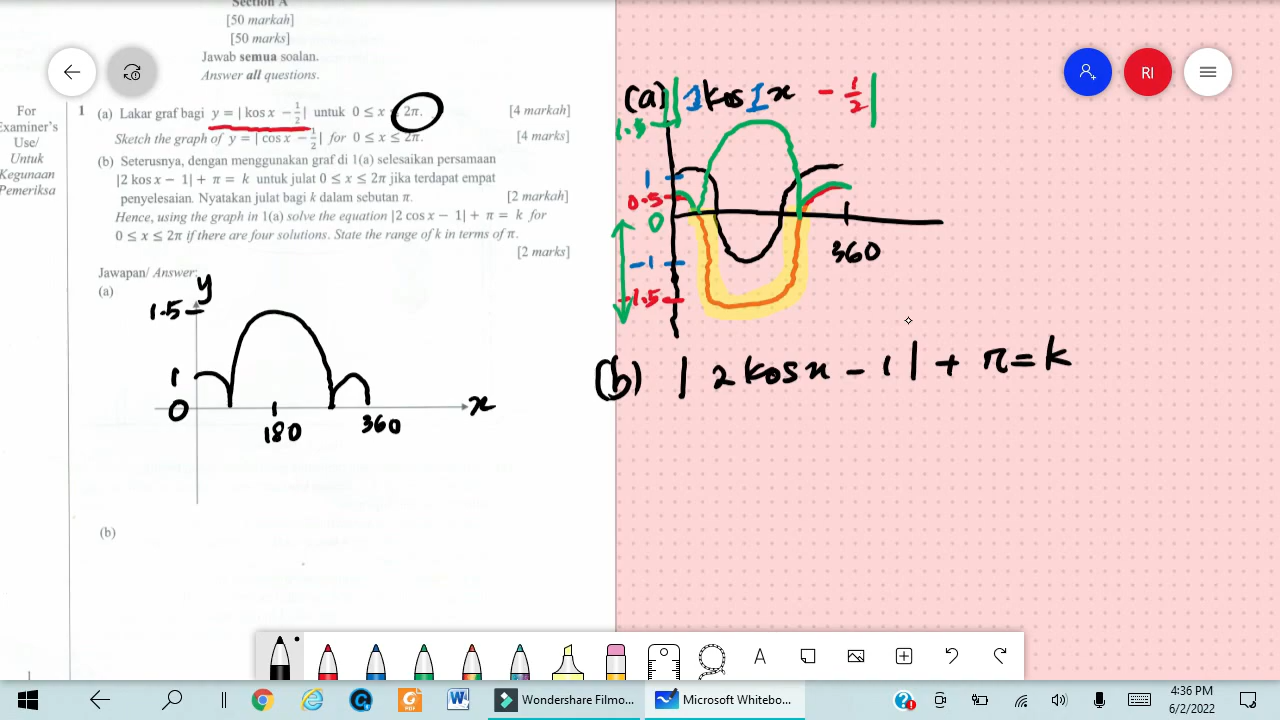 Section A
[50 markah]
[50 marks]
Jawab semua soalan.
Answer all questions.
For
Examiner's
Use/
Untuk
Kegunaan
Pemeriksa
1 (a) Lakar graf bagi y = | kos x − 1/2 | untuk 0 ≤ x ≤ 2π. [4 markah]
Sketch the graph of y = | cos x − 1/2 | for 0 ≤ x ≤ 2π. [4 marks]
(b) Seterusnya, dengan menggunakan graf di 1(a) selesaikan persamaan
|2 kos x − 1| + π = k untuk julat 0 ≤ x ≤ 2π jika terdapat empat
penyelesaian. Nyatakan julat bagi k dalam sebutan π. [2 markah]
Hence, using the graph in 1(a) solve the equation |2 cos x − 1| + π = k for
0 ≤ x ≤ 2π if there are four solutions. State the range of k in terms of π.
[2 marks]
Jawapan/ Answer:
(a)
y
1.5
1
0
180
360
x
(b)
(a) | 1kos1x − 1/2 |
1.5
1
0.5
0
−1
−1.5
360
(b) | 2kosx − 1 | + π = k
RI
A
Wondershare Filmo...
Microsoft Whitebo...
4:36 PM
6/2/2022